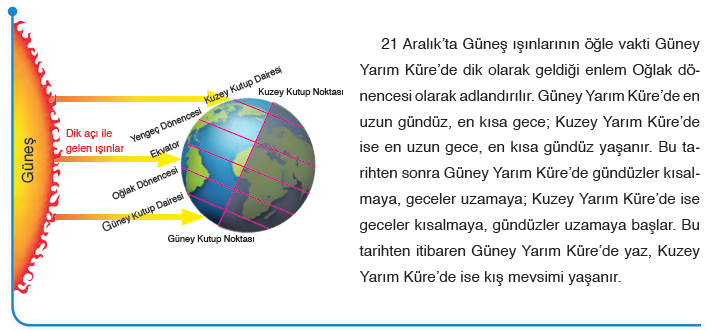 Güneş
Dik açı ile
gelen ışınlar
Kuzey Kutup Dairesi
Kuzey Kutup Noktası
Yengeç Dönencesi
Ekvator
Oğlak Dönencesi
Güney Kutup Dairesi
Güney Kutup Noktası
21 Aralık’ta Güneş ışınlarının öğle vakti Güney
Yarım Küre’de dik olarak geldiği enlem Oğlak dö-
nencesi olarak adlandırılır. Güney Yarım Küre’de en
uzun gündüz, en kısa gece; Kuzey Yarım Küre’de
ise en uzun gece, en kısa gündüz yaşanır. Bu ta-
rihten sonra Güney Yarım Küre’de gündüzler kısal-
maya, geceler uzamaya; Kuzey Yarım Küre’de ise
geceler kısalmaya, gündüzler uzamaya başlar. Bu
tarihten itibaren Güney Yarım Küre’de yaz, Kuzey
Yarım Küre’de ise kış mevsimi yaşanır.